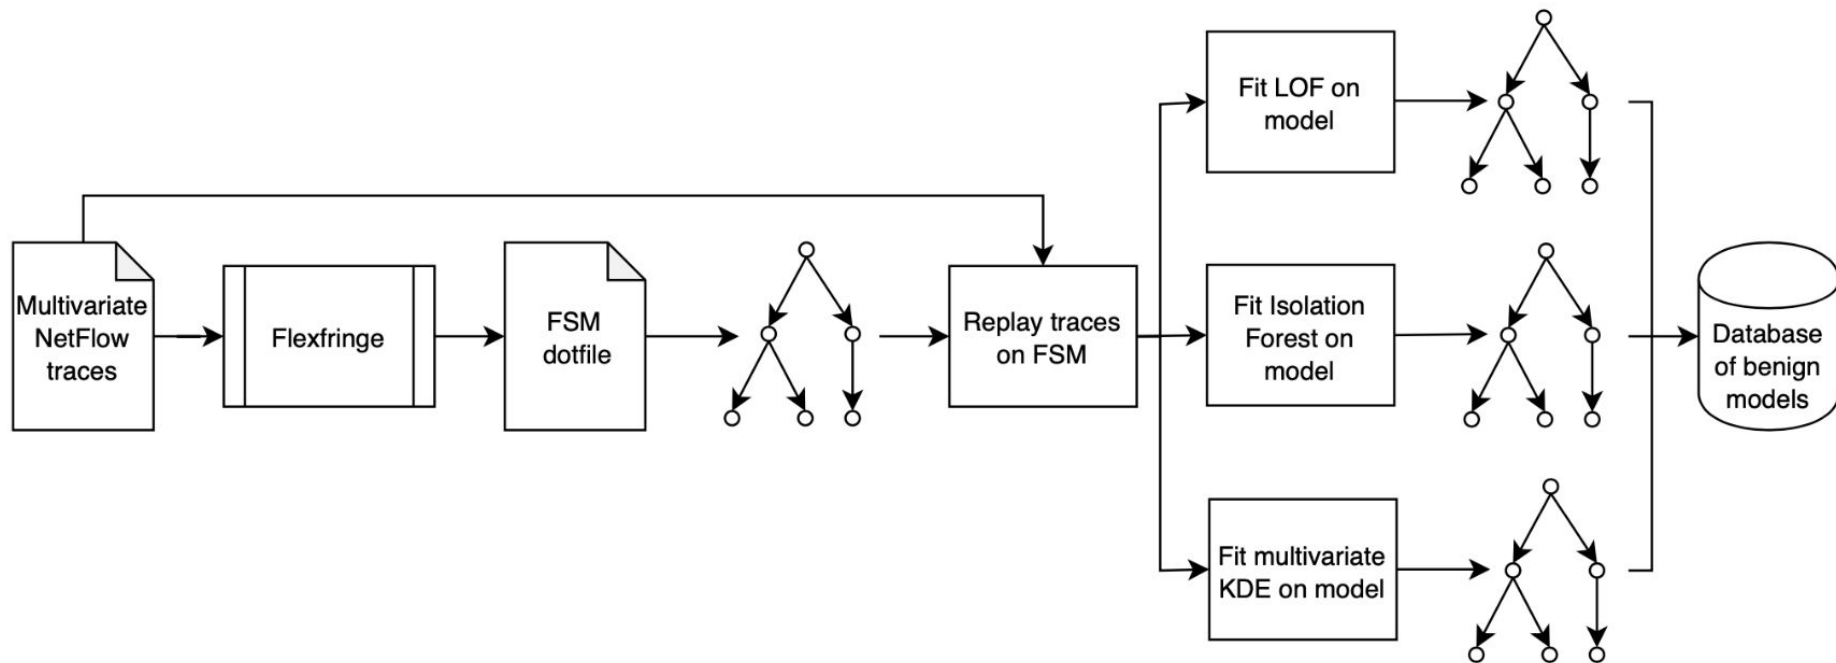 Multivariate
NetFlow
traces
Flexfringe
FSM
dotfile
Replay traces
on FSM
Fit LOF on
model
Fit Isolation
Forest on
model
Fit multivariate
KDE on model
Database
of benign
models